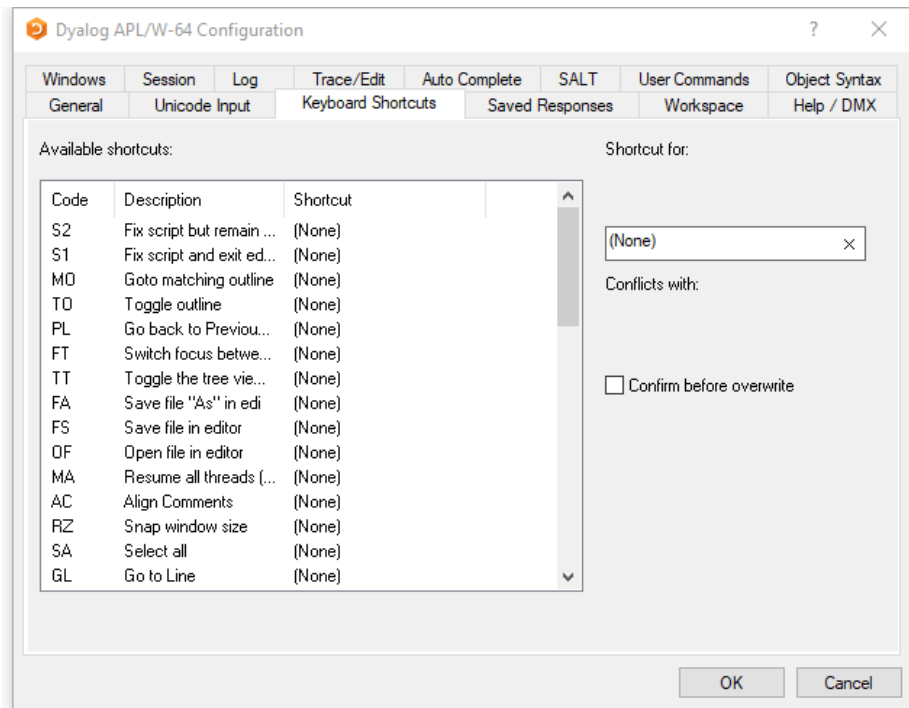 Dyalog APL/W-64 Configuration ? ×
Windows Session Log Trace/Edit Auto Complete SALT User Commands Object Syntax
General Unicode Input Keyboard Shortcuts Saved Responses Workspace Help / DMX
Available shortcuts: Shortcut for:
Code Description Shortcut
S2 Fix script but remain ... (None)
(None) ×
S1 Fix script and exit ed... (None)
MO Goto matching outline (None)
Conflicts with:
TO Toggle outline (None)
PL Go back to Previou... (None)
FT Switch focus betwe... (None)
TT Toggle the tree vie... (None)
Confirm before overwrite
FA Save file "As" in edi (None)
FS Save file in editor (None)
OF Open file in editor (None)
MA Resume all threads (... (None)
AC Align Comments (None)
RZ Snap window size (None)
SA Select all (None)
GL Go to Line (None)
OK Cancel